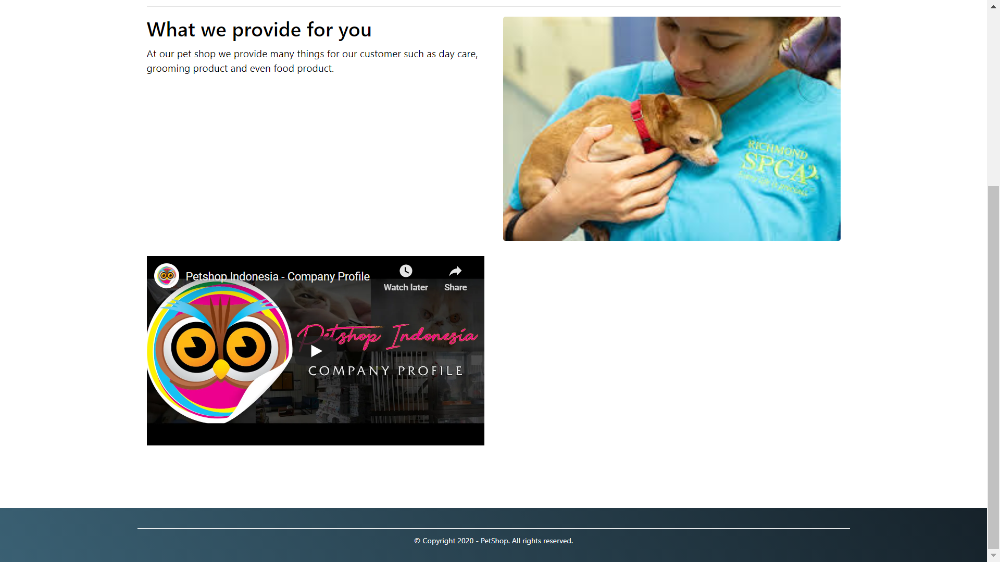 What we provide for you
At our pet shop we provide many things for our customer such as day care,
grooming product and even food product.
RICHMOND
SPCA
Petshop Indonesia - Company Profile
Watch later
Share
Petshop Indonesia
COMPANY PROFILE
© Copyright 2020 - PetShop. All rights reserved.